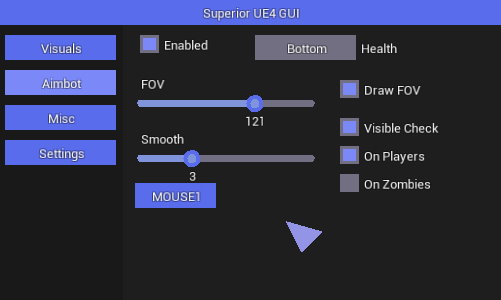 Superior UE4 GUI
Visuals
Aimbot
Misc
Settings
Enabled
Bottom
Health
FOV
121
Smooth
3
MOUSE1
Draw FOV
Visible Check
On Players
On Zombies